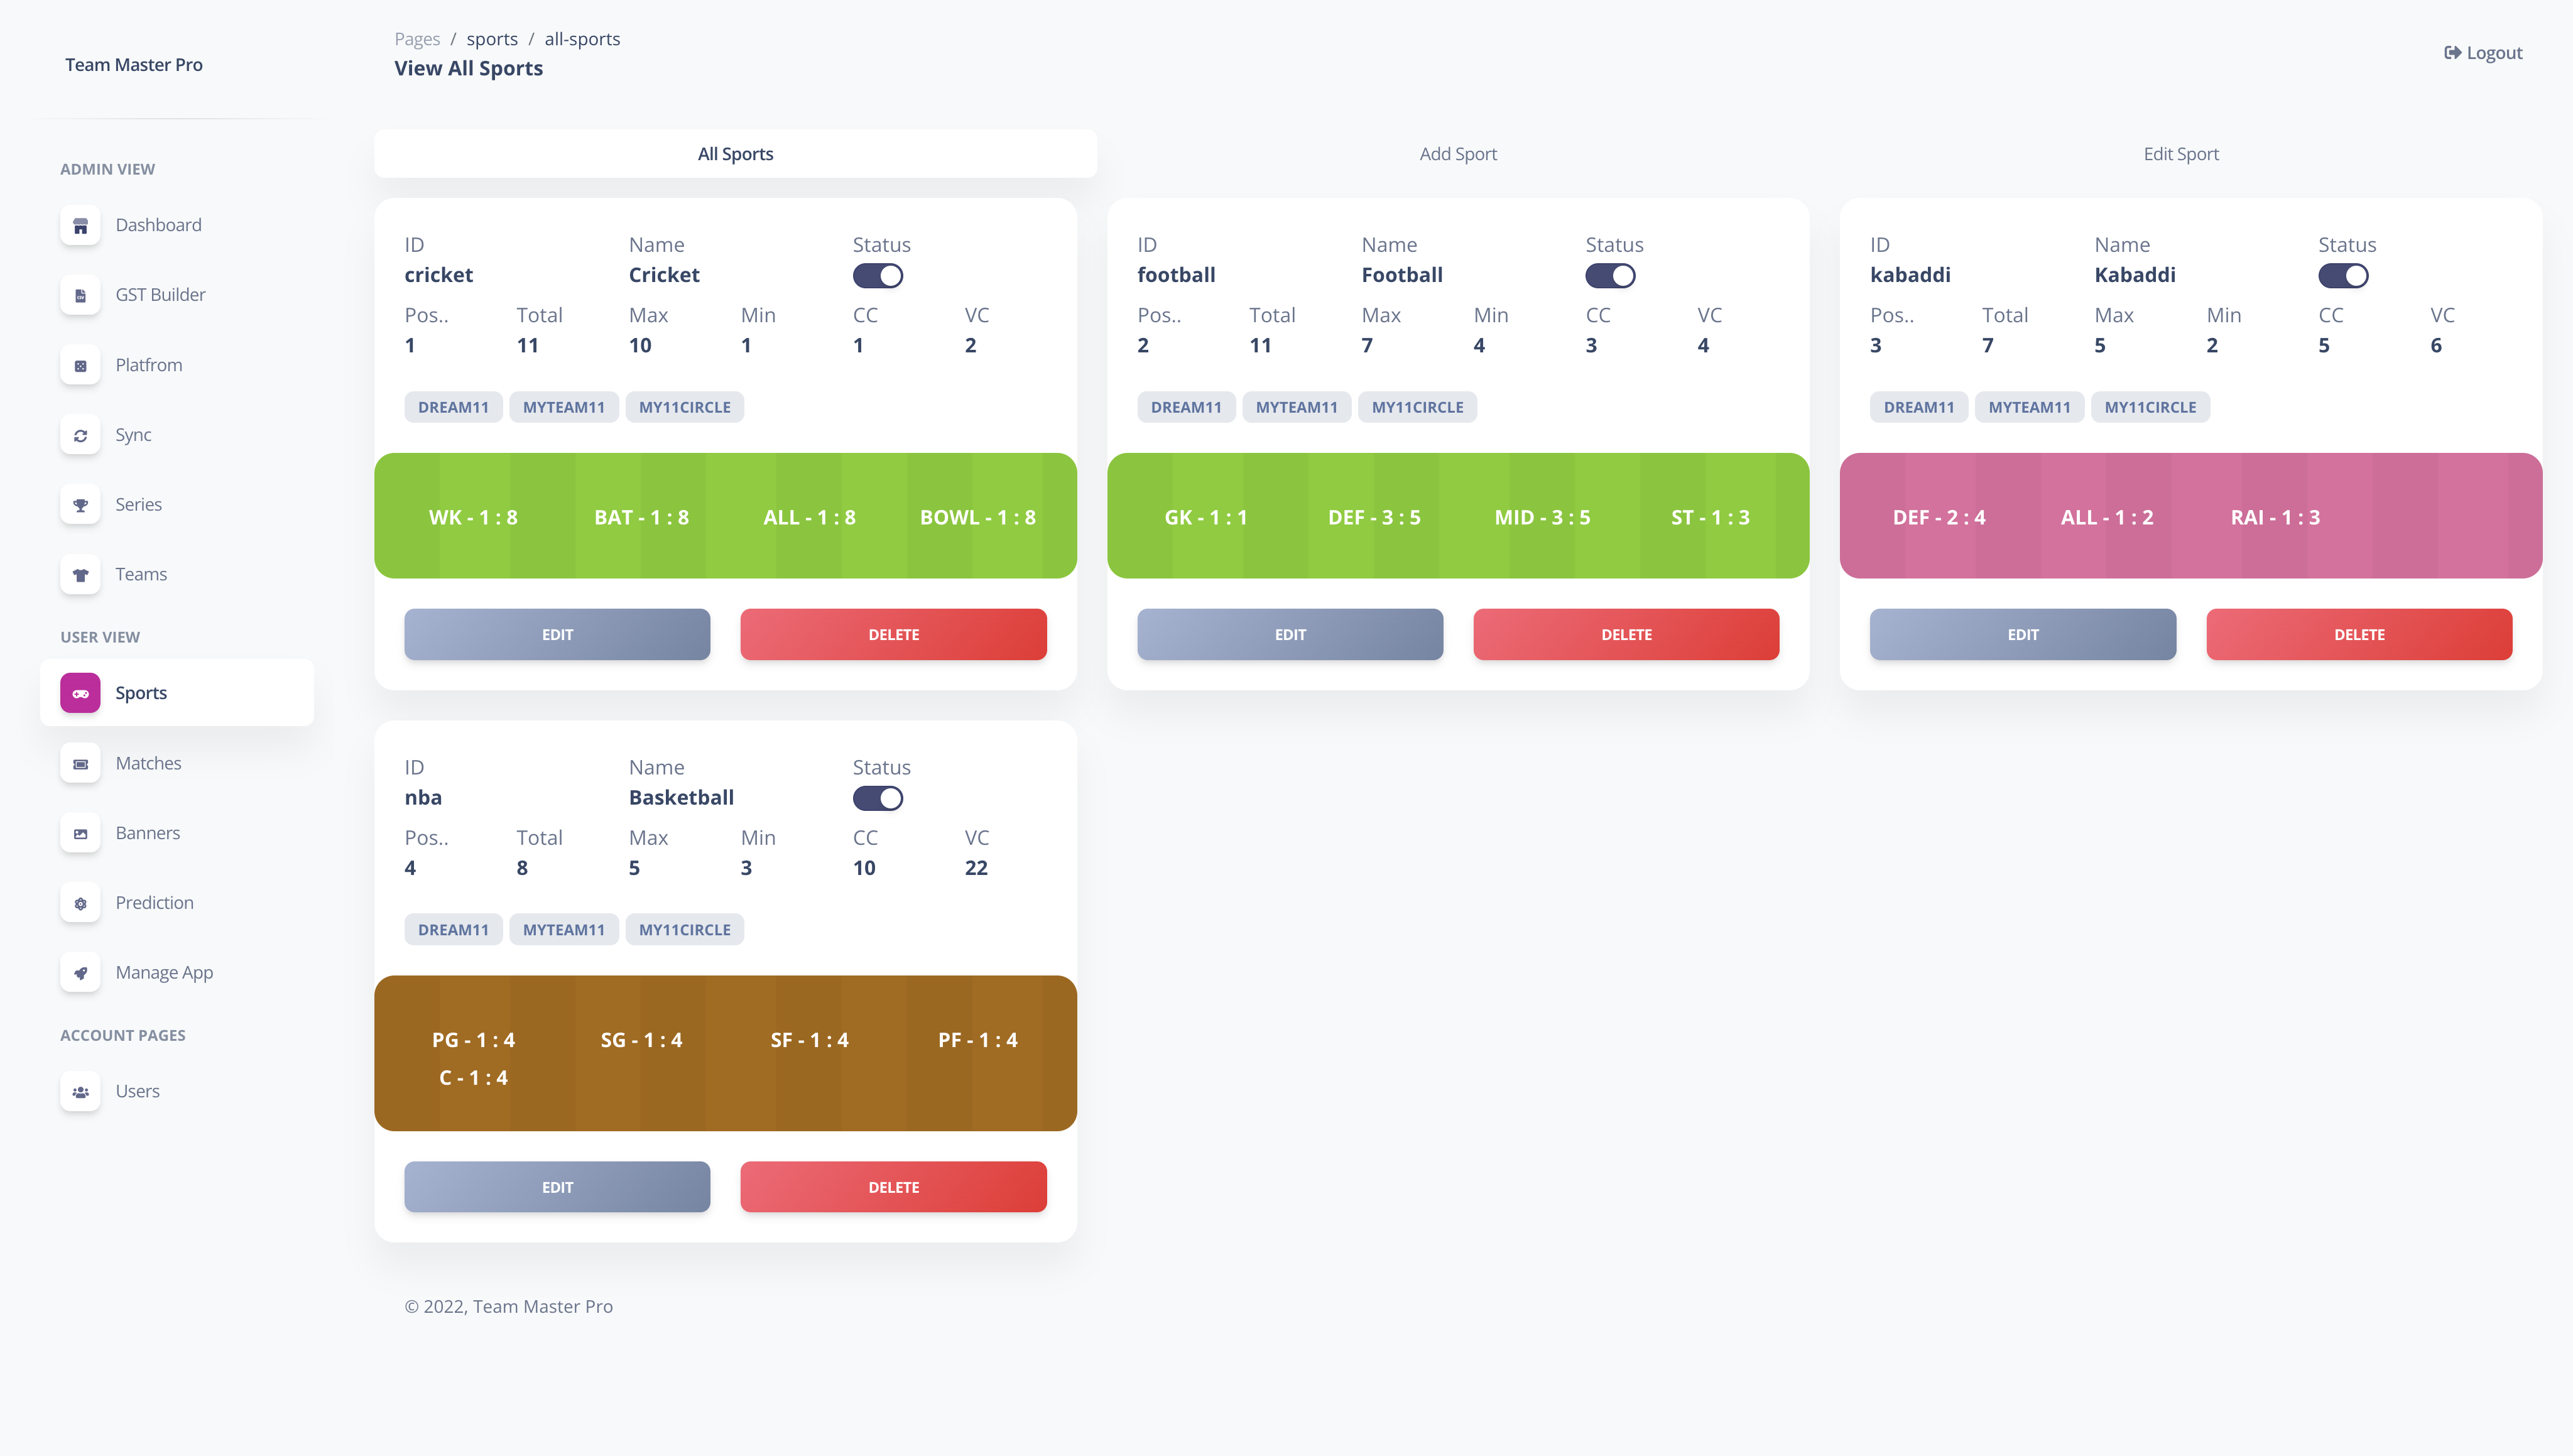 Team Master Pro
ADMIN VIEW
Dashboard
GST Builder
Platfrom
Sync
Series
Teams
USER VIEW
Sports
Matches
Banners
Prediction
Manage App
ACCOUNT PAGES
Users
Pages / sports / all-sports
View All Sports
Logout
All Sports Add Sport Edit Sport
ID Name Status
cricket Cricket
Pos.. Total Max Min CC VC
1 11 10 1 1 2
DREAM11 MYTEAM11 MY11CIRCLE
WK - 1 : 8 BAT - 1 : 8 ALL - 1 : 8 BOWL - 1 : 8
EDIT DELETE
ID Name Status
football Football
Pos.. Total Max Min CC VC
2 11 7 4 3 4
DREAM11 MYTEAM11 MY11CIRCLE
GK - 1 : 1 DEF - 3 : 5 MID - 3 : 5 ST - 1 : 3
EDIT DELETE
ID Name Status
kabaddi Kabaddi
Pos.. Total Max Min CC VC
3 7 5 2 5 6
DREAM11 MYTEAM11 MY11CIRCLE
DEF - 2 : 4 ALL - 1 : 2 RAI - 1 : 3
EDIT DELETE
ID Name Status
nba Basketball
Pos.. Total Max Min CC VC
4 8 5 3 10 22
DREAM11 MYTEAM11 MY11CIRCLE
PG - 1 : 4 SG - 1 : 4 SF - 1 : 4 PF - 1 : 4
C - 1 : 4
EDIT DELETE
© 2022, Team Master Pro